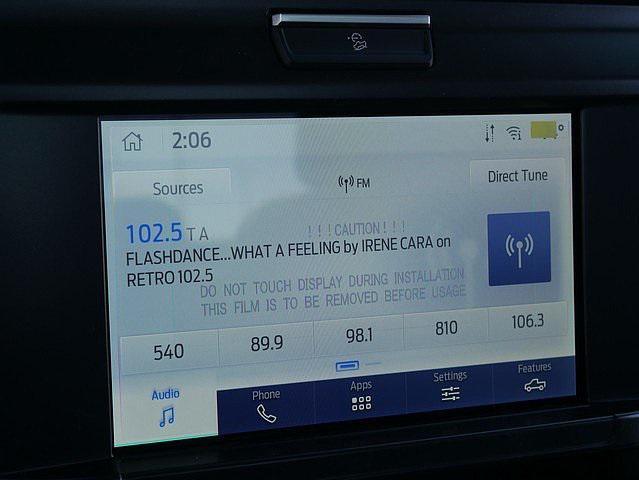 2:06
Sources
FM
Direct Tune
102.5 TA
!!!CAUTION!!!
FLASHDANCE...WHAT A FEELING by IRENE CARA on
RETRO 102.5
DO NOT TOUCH DISPLAY DURING INSTALLATION
THIS FILM IS TO BE REMOVED BEFORE USAGE
540 89.9 98.1 810 106.3
Audio Phone Apps Settings Features